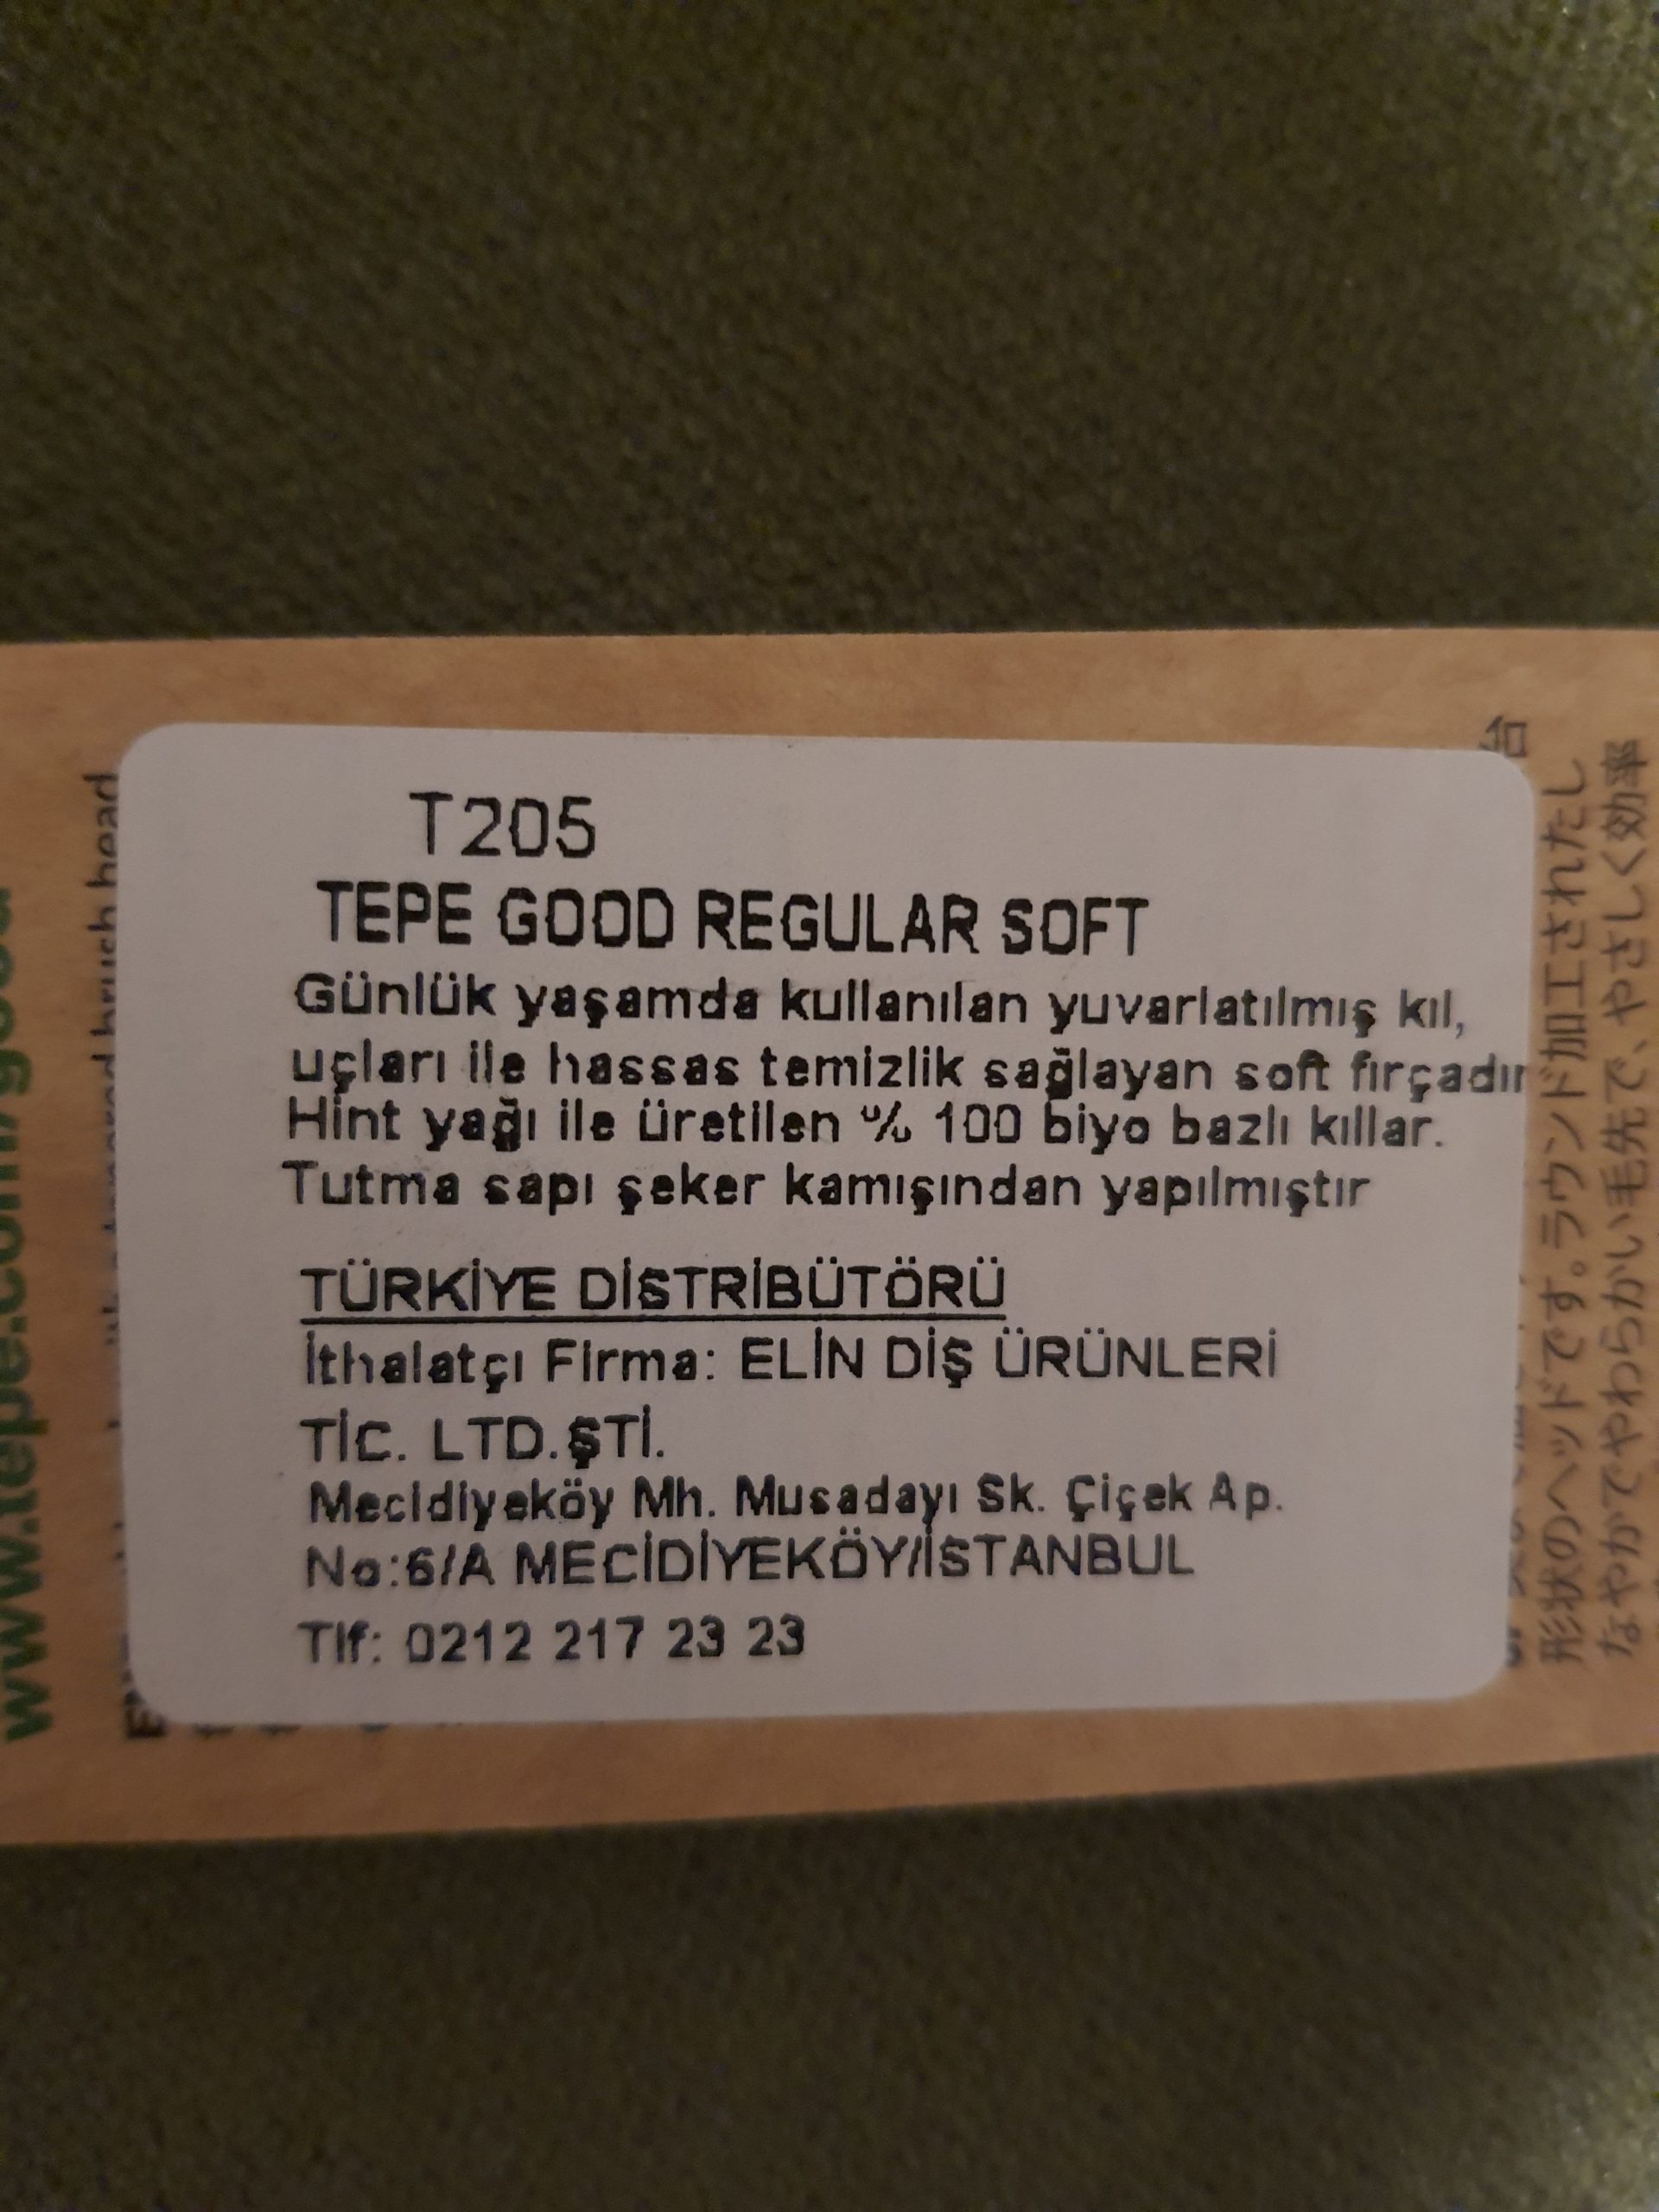 T205
TEPE GOOD REGULAR SOFT
Günlük yaşamda kullanılan yuvarlatılmış kıl,
uçları ile hassas temizlik sağlayan soft fırçadır
Hint yağı ile üretilen % 100 biyo bazlı kıllar.
Tutma sapı şeker kamışından yapılmıştır
TÜRKİYE DİSTRİBÜTÖRÜ
İthalatçı Firma: ELİN DİŞ ÜRÜNLERİ
TİC. LTD.ŞTİ.
Mecidiyeköy Mh. Musadayı Sk. Çiçek Ap.
No:6/A MECİDİYEKÖY/İSTANBUL
Tlf: 0212 217 23 23
www.tepe.com/good
brush head
形状のヘッドです。ラウンド加工されたし
なやかでやわらかい毛先で、やさしく効率